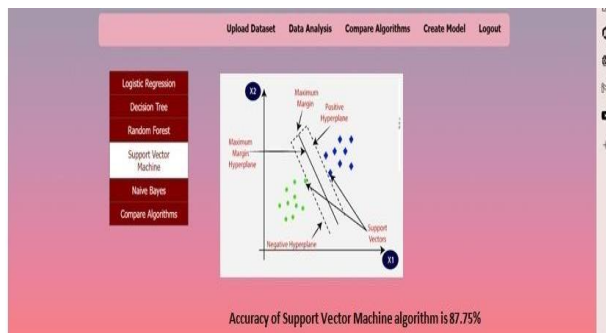 Upload Dataset Data Analysis Compare Algorithms Create Model Logout
Logistic Regression
Decision Tree
Random Forest
Support Vector
Machine
Naive Bayes
Compare Algorithms
X2
Maximum
Margin
Positive
Hyperplane
Maximum
Margin
Hyperplane
Support
Vectors
Negative Hyperplane
X1
Accuracy of Support Vector Machine algorithm is 87.75%